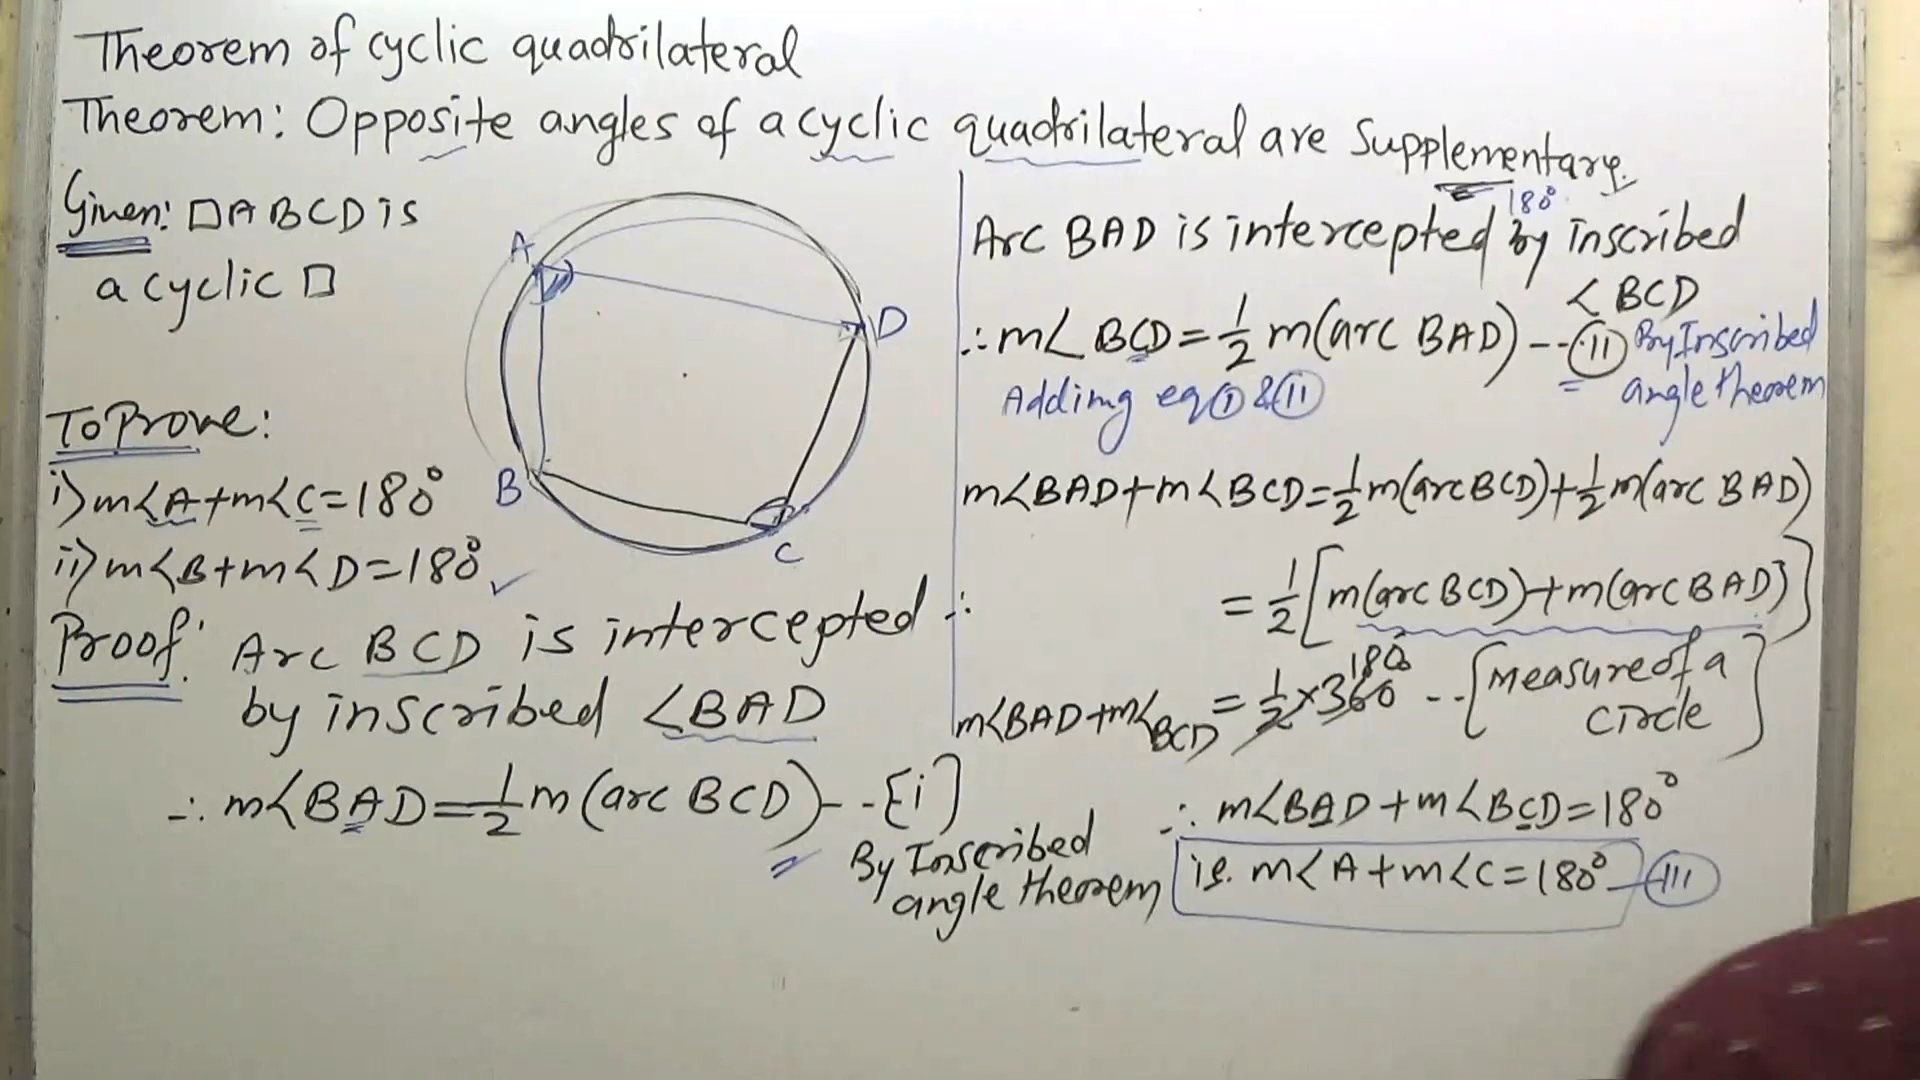 Theorem of cyclic quadrilateral
Theorem: Opposite angles of a cyclic quadrilateral are Supplementary.
180°
Given: □ABCD is
a cyclic □
To Prove:
i) m∠A+m∠C=180°
ii) m∠B+m∠D=180°
A
D
B
C
Proof: Arc BCD is intercepted
by inscribed ∠BAD
∴ m∠BAD=1/2 m(arc BCD)--[i]
By Inscribed
angle theorem
Arc BAD is intercepted by inscribed
∠BCD
∴ m∠BCD=1/2 m(arc BAD)--(ii) By Inscribed
angle theorem
Adding eq (i) & (ii)
m∠BAD+m∠BCD=1/2 m(arc BCD)+1/2 m(arc BAD)
∴ =1/2[m(arc BCD)+m(arc BAD)]
180°
m∠BAD+m∠BCD=1/2×360° --[Measure of a
circle]
∴ m∠BAD+m∠BCD=180°
ie. m∠A+m∠C=180° -(iii)